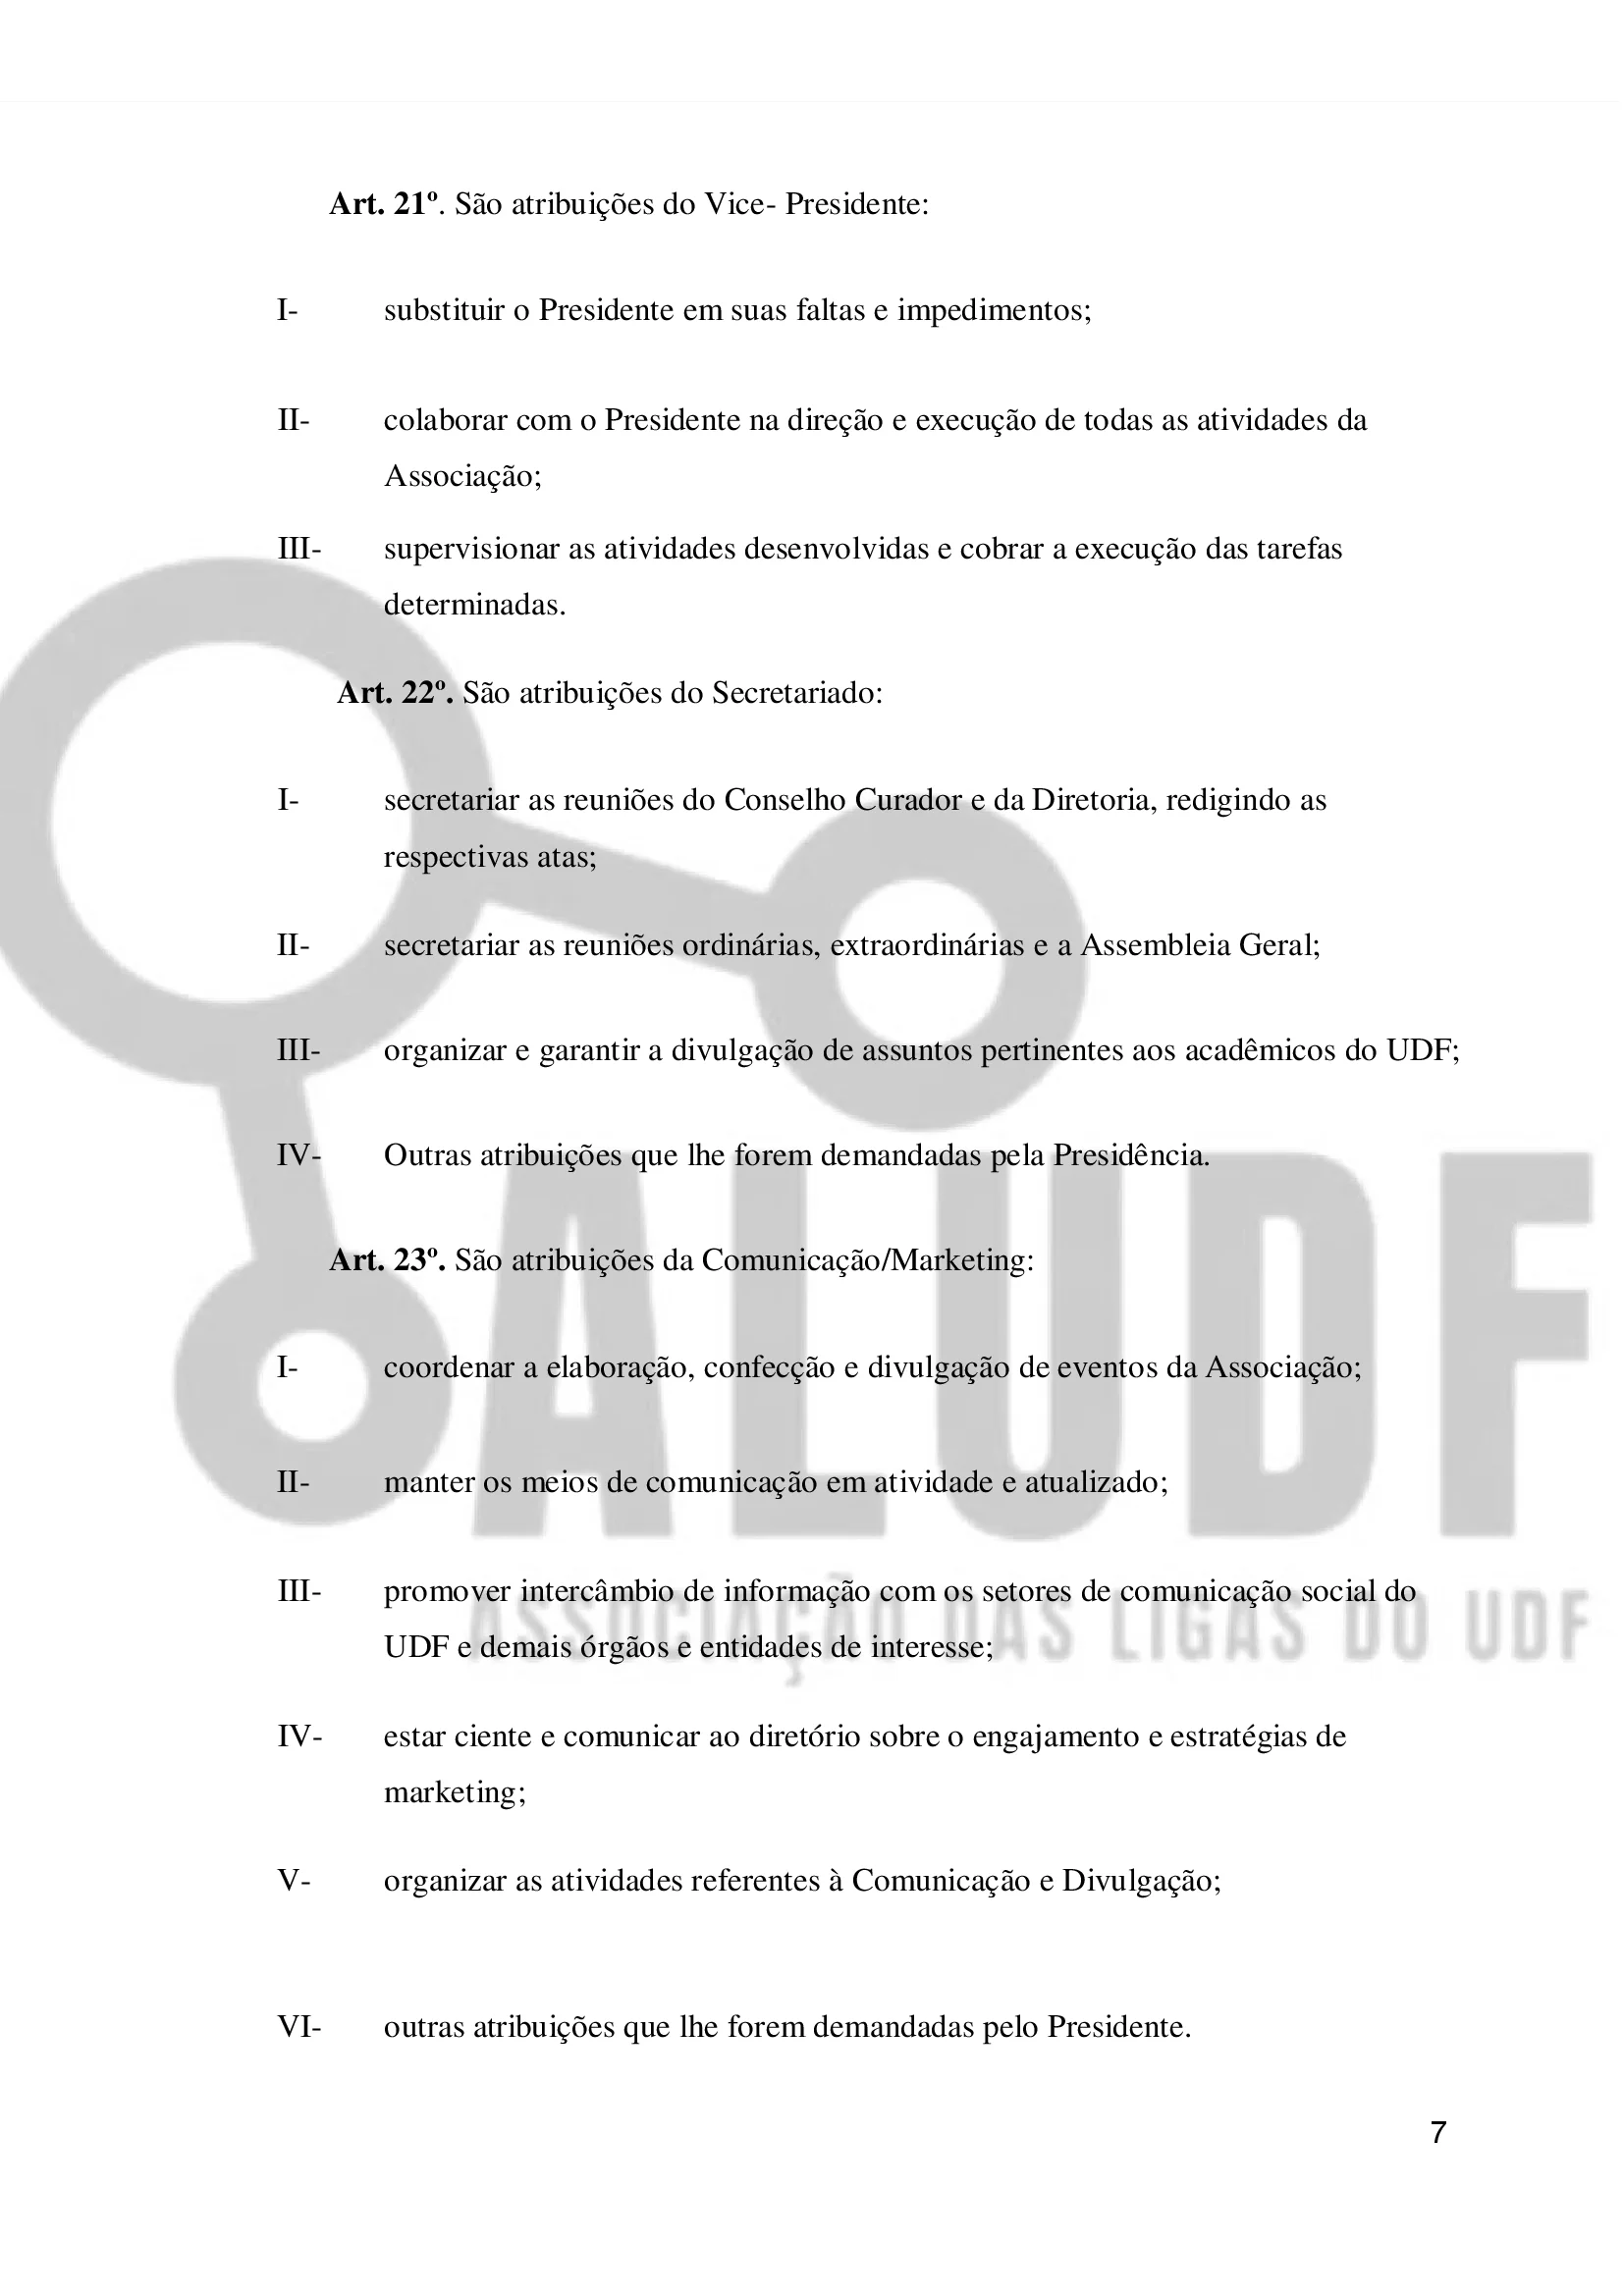 Art. 21º. São atribuições do Vice- Presidente:
I- substituir o Presidente em suas faltas e impedimentos;
II- colaborar com o Presidente na direção e execução de todas as atividades da
Associação;
III- supervisionar as atividades desenvolvidas e cobrar a execução das tarefas
determinadas.
Art. 22º. São atribuições do Secretariado:
I- secretariar as reuniões do Conselho Curador e da Diretoria, redigindo as
respectivas atas;
II- secretariar as reuniões ordinárias, extraordinárias e a Assembleia Geral;
III- organizar e garantir a divulgação de assuntos pertinentes aos acadêmicos do UDF;
IV- Outras atribuições que lhe forem demandadas pela Presidência.
Art. 23º. São atribuições da Comunicação/Marketing:
I- coordenar a elaboração, confecção e divulgação de eventos da Associação;
ALUDF
II- manter os meios de comunicação em atividade e atualizado;
III- promover intercâmbio de informação com os setores de comunicação social do
ASSOCIAÇÃO DAS LIGAS DO UDF
UDF e demais órgãos e entidades de interesse;
IV- estar ciente e comunicar ao diretório sobre o engajamento e estratégias de
marketing;
V- organizar as atividades referentes à Comunicação e Divulgação;
VI- outras atribuições que lhe forem demandadas pelo Presidente.
7